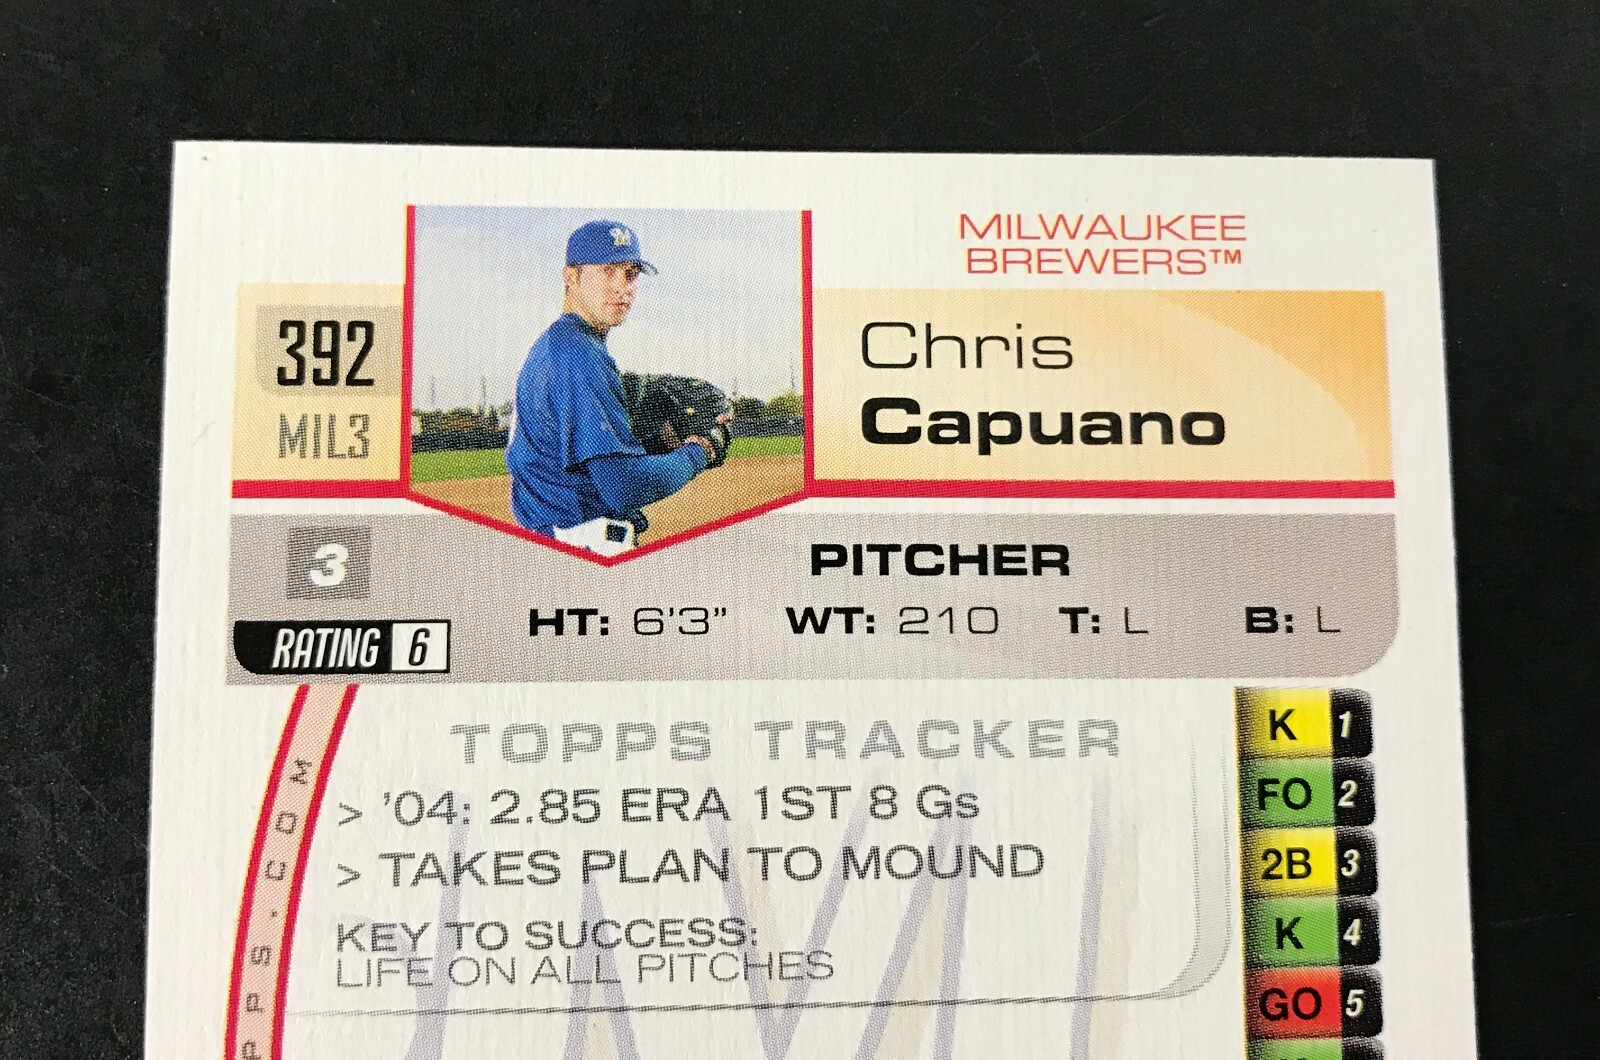 MILWAUKEE
BREWERS™
392
MIL3
Chris
Capuano
3
PITCHER
HT: 6'3" WT: 210 T: L B: L
RATING 6
TOPPS TRACKER
> '04: 2.85 ERA 1ST 8 Gs
> TAKES PLAN TO MOUND
KEY TO SUCCESS:
LIFE ON ALL PITCHES
K 1
FO 2
2B 3
K 4
GO 5
PPS.COM